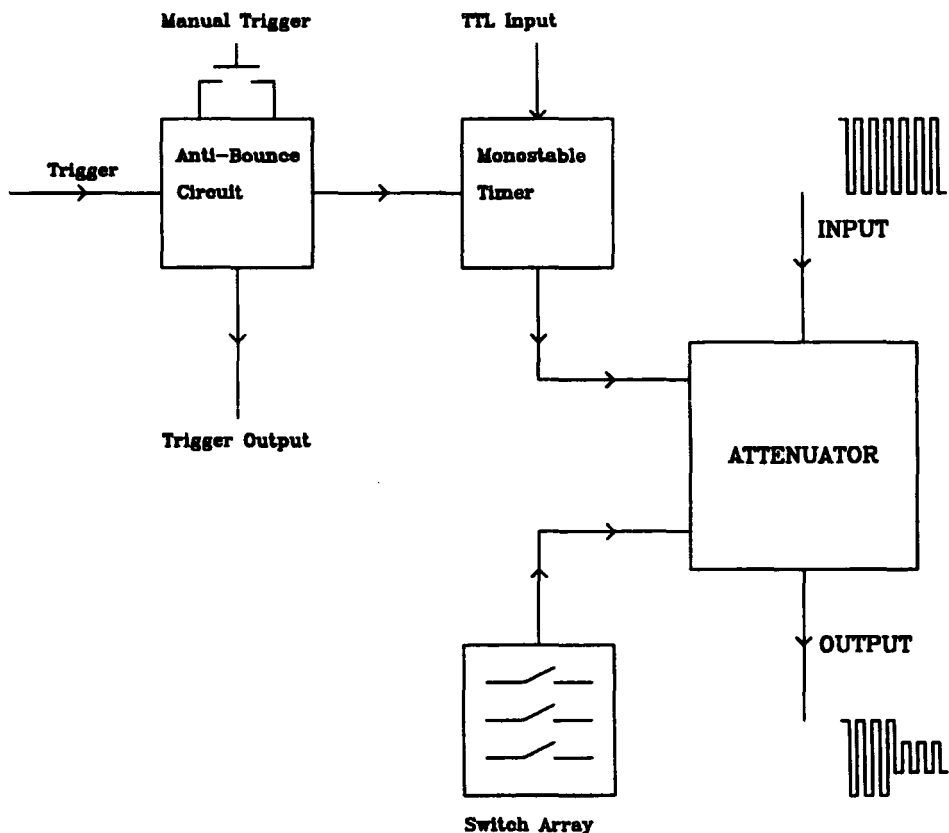 Manual Trigger
TTL Input
Anti-Bounce
Circuit
Monostable
Timer
Trigger
INPUT
Trigger Output
ATTENUATOR
OUTPUT
Switch Array